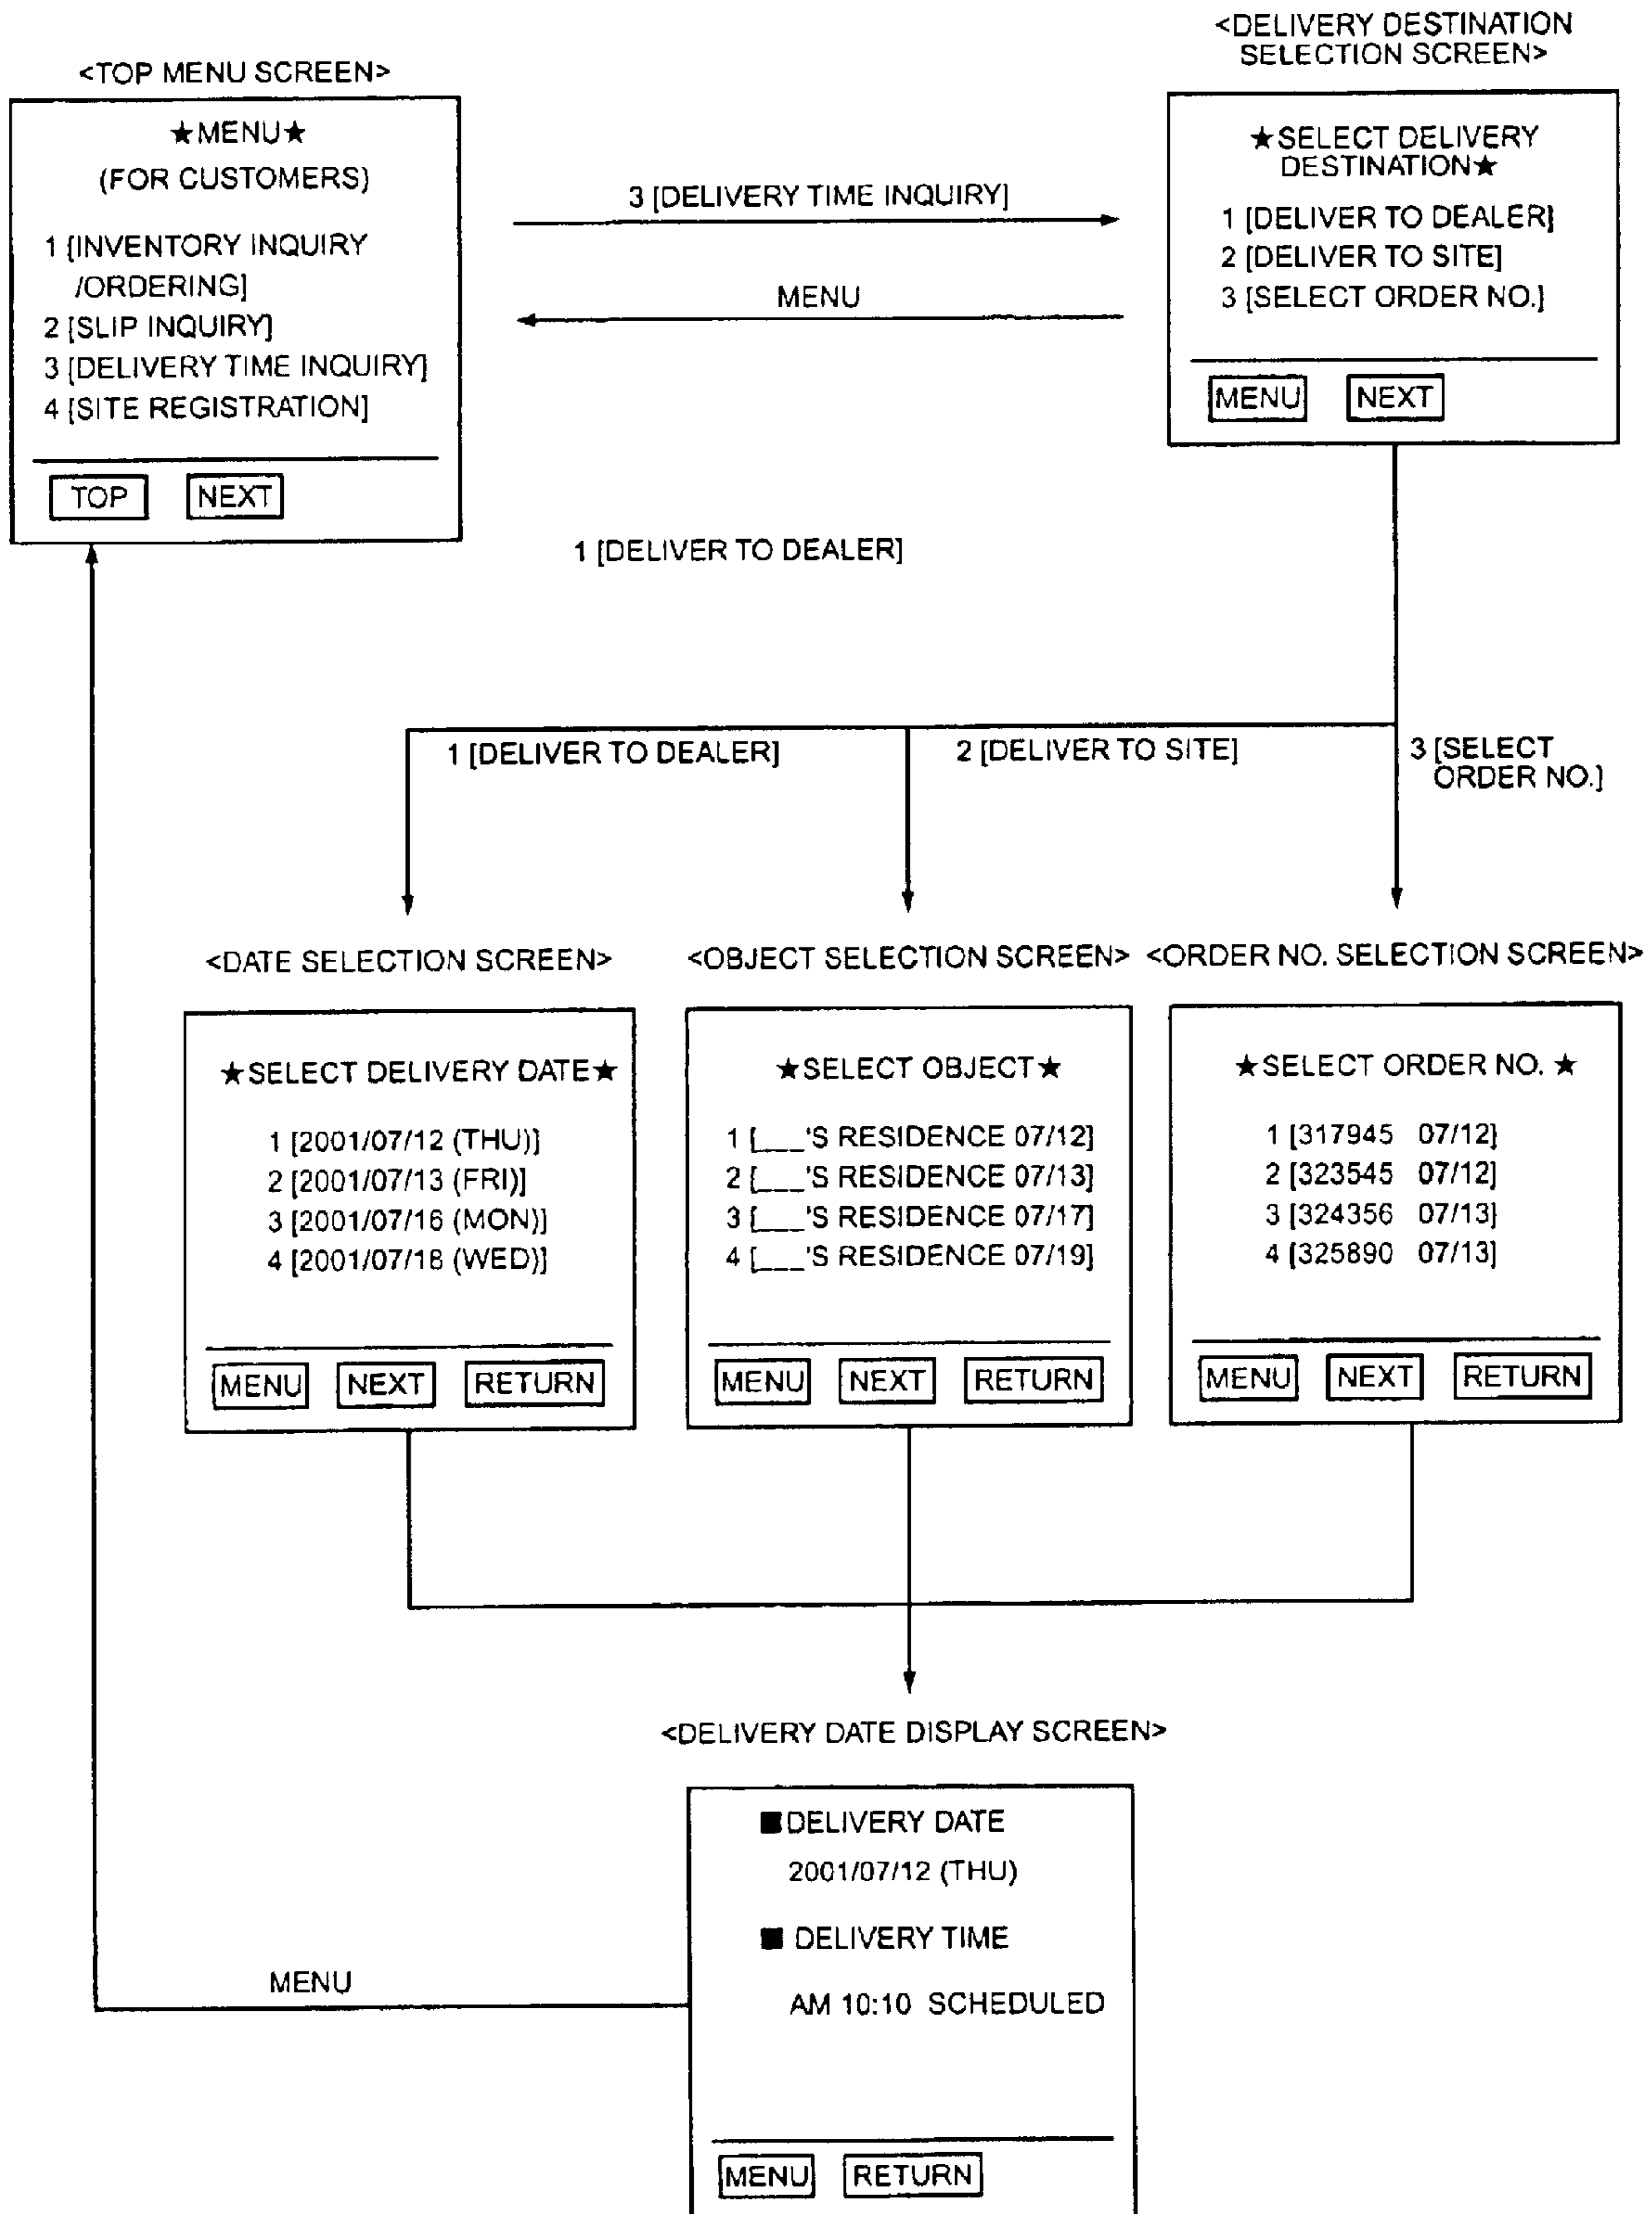 <TOP MENU SCREEN>
★MENU★
(FOR CUSTOMERS)
1 [INVENTORY INQUIRY
/ORDERING]
2 [SLIP INQUIRY]
3 [DELIVERY TIME INQUIRY]
4 [SITE REGISTRATION]
TOP NEXT
3 [DELIVERY TIME INQUIRY]
MENU
<DELIVERY DESTINATION
SELECTION SCREEN>
★SELECT DELIVERY
DESTINATION★
1 [DELIVER TO DEALER]
2 [DELIVER TO SITE]
3 [SELECT ORDER NO.]
MENU NEXT
1 [DELIVER TO DEALER]
1 [DELIVER TO DEALER]
2 [DELIVER TO SITE]
3 [SELECT
ORDER NO.]
<DATE SELECTION SCREEN>
★SELECT DELIVERY DATE★
1 [2001/07/12 (THU)]
2 [2001/07/13 (FRI)]
3 [2001/07/16 (MON)]
4 [2001/07/18 (WED)]
MENU NEXT RETURN
<OBJECT SELECTION SCREEN>
★SELECT OBJECT★
1 [___'S RESIDENCE 07/12]
2 [___'S RESIDENCE 07/13]
3 [___'S RESIDENCE 07/17]
4 [___'S RESIDENCE 07/19]
MENU NEXT RETURN
<ORDER NO. SELECTION SCREEN>
★SELECT ORDER NO. ★
1 [317945 07/12]
2 [323545 07/12]
3 [324356 07/13]
4 [325890 07/13]
MENU NEXT RETURN
<DELIVERY DATE DISPLAY SCREEN>
■DELIVERY DATE
2001/07/12 (THU)
■ DELIVERY TIME
AM 10:10 SCHEDULED
MENU RETURN
MENU